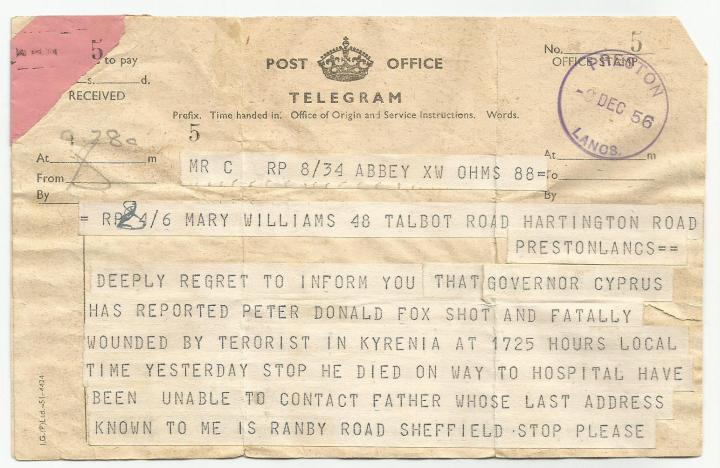 5 5
to pay POST OFFICE No.
s. d. OFFICE STAMP
RECEIVED TELEGRAM PRESTON
Prefix. Time handed in. Office of Origin and Service Instructions. Words. DEC 56
5 LANCS.
At m At m
MR C RP 8/34 ABBEY XW OHMS 88=
From To
By By
= RP 4/6 MARY WILLIAMS 48 TALBOT ROAD HARTINGTON ROAD
PRESTONLANCS==
DEEPLY REGRET TO INFORM YOU THAT GOVERNOR CYPRUS
HAS REPORTED PETER DONALD FOX SHOT AND FATALLY
WOUNDED BY TERORIST IN KYRENIA AT 1725 HOURS LOCAL
TIME YESTERDAY STOP HE DIED ON WAY TO HOSPITAL HAVE
BEEN UNABLE TO CONTACT FATHER WHOSE LAST ADDRESS
KNOWN TO ME IS RANBY ROAD SHEFFIELD STOP PLEASE